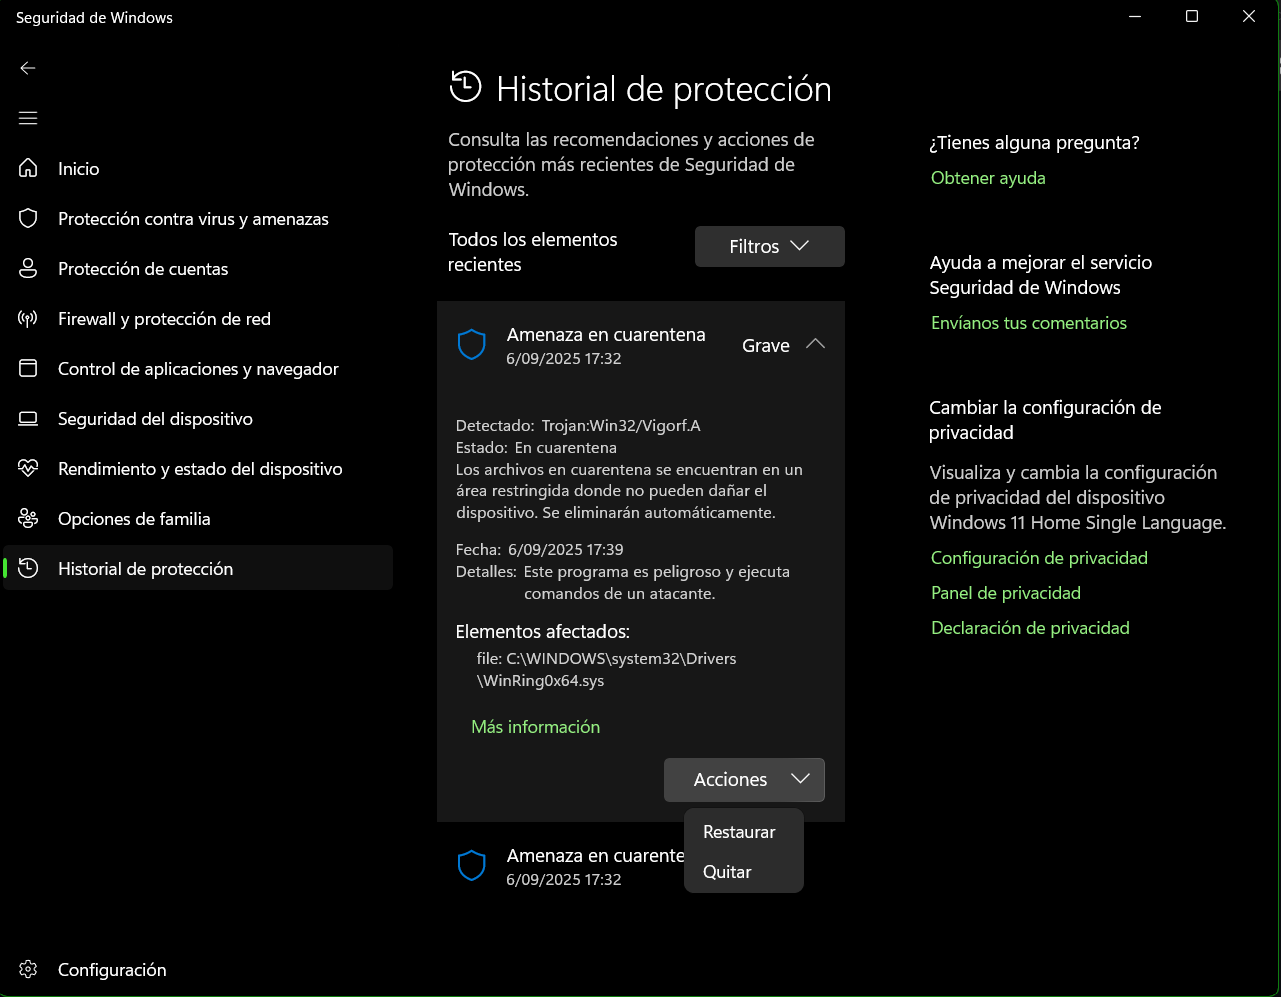 Seguridad de Windows
Inicio
Protección contra virus y amenazas
Protección de cuentas
Firewall y protección de red
Control de aplicaciones y navegador
Seguridad del dispositivo
Rendimiento y estado del dispositivo
Opciones de familia
Historial de protección
Configuración
Historial de protección
Consulta las recomendaciones y acciones de
protección más recientes de Seguridad de
Windows.
Todos los elementos
recientes
Filtros
Amenaza en cuarentena
6/09/2025 17:32
Grave
Detectado: Trojan:Win32/Vigorf.A
Estado: En cuarentena
Los archivos en cuarentena se encuentran en un
área restringida donde no pueden dañar el
dispositivo. Se eliminarán automáticamente.
Fecha: 6/09/2025 17:39
Detalles: Este programa es peligroso y ejecuta
comandos de un atacante.
Elementos afectados:
file: C:\WINDOWS\system32\Drivers
\WinRing0x64.sys
Más información
Acciones
Restaurar
Quitar
Amenaza en cuarente
6/09/2025 17:32
¿Tienes alguna pregunta?
Obtener ayuda
Ayuda a mejorar el servicio
Seguridad de Windows
Envíanos tus comentarios
Cambiar la configuración de
privacidad
Visualiza y cambia la configuración
de privacidad del dispositivo
Windows 11 Home Single Language.
Configuración de privacidad
Panel de privacidad
Declaración de privacidad